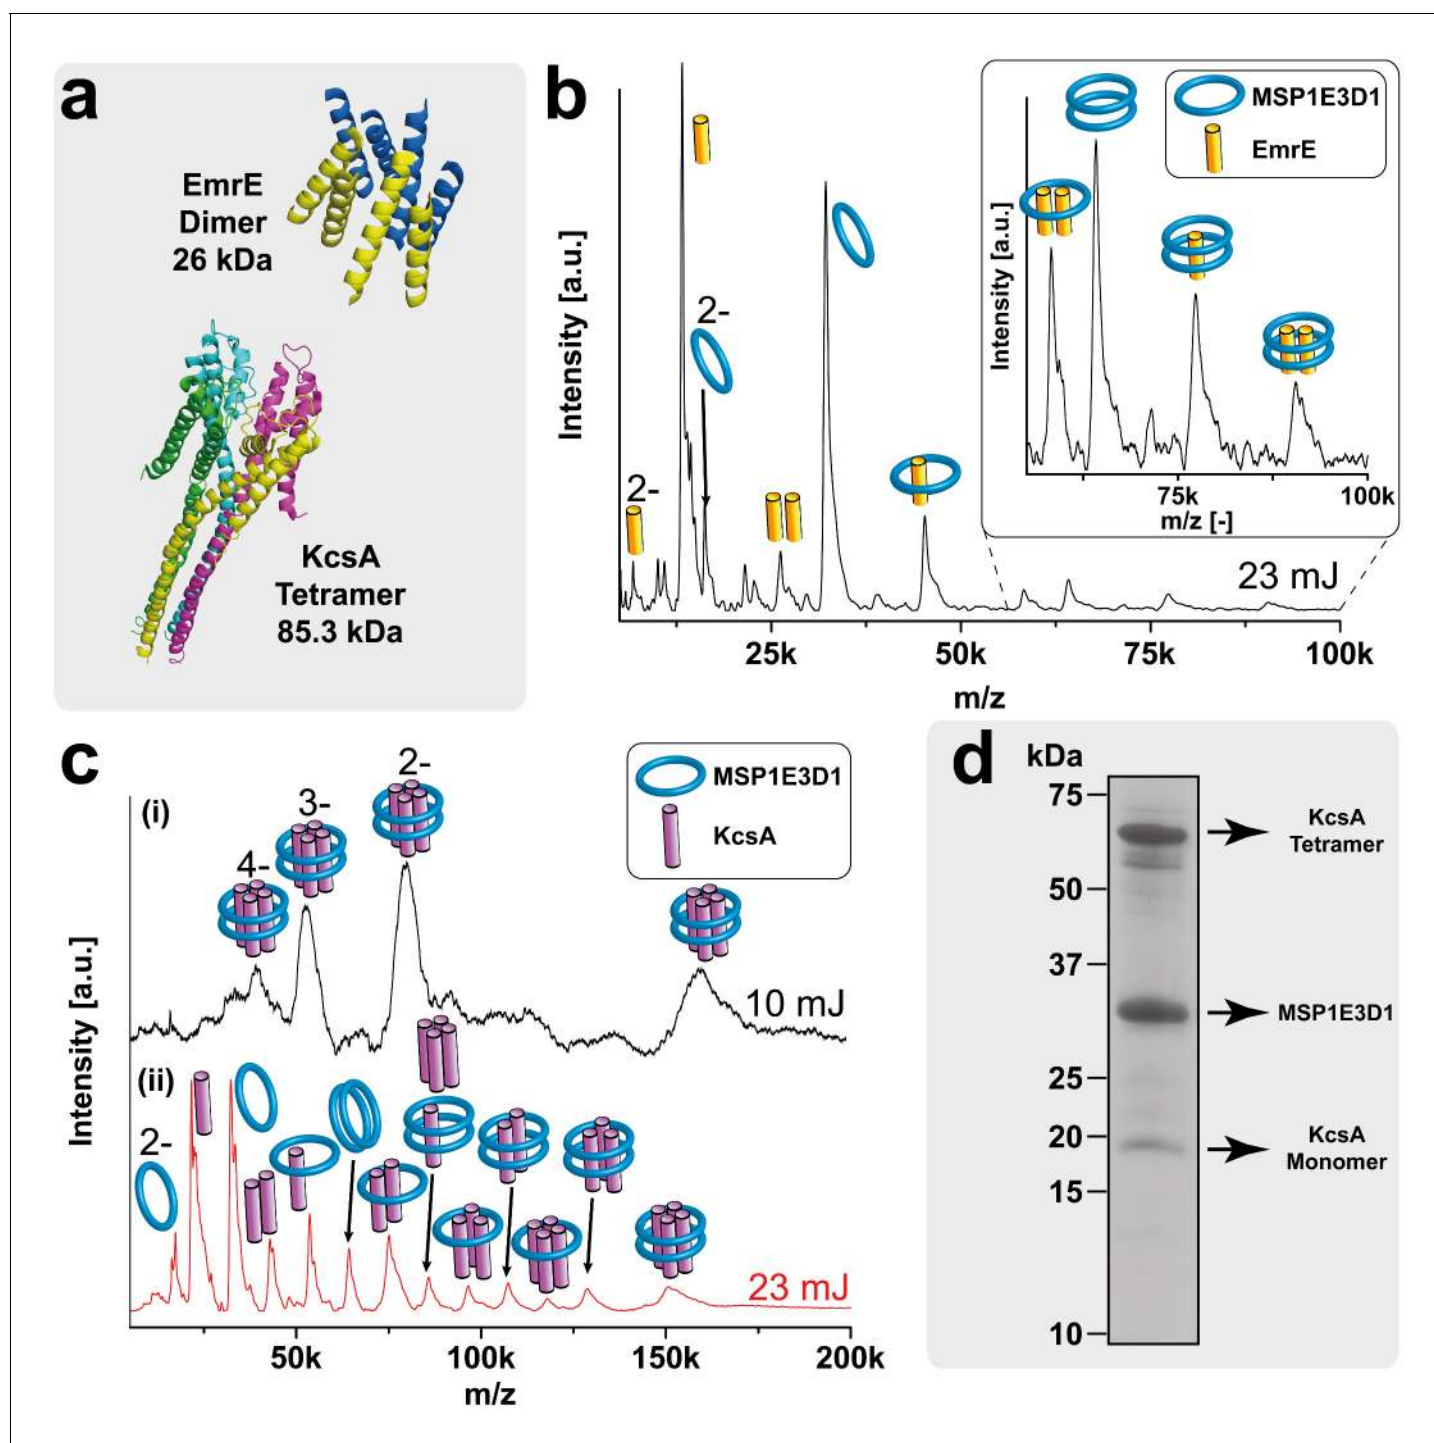 a
EmrE
Dimer
26 kDa
KcsA
Tetramer
85.3 kDa
b
Intensity [a.u.]
2-
2-
23 mJ
25k
50k
75k
100k
m/z
MSP1E3D1
EmrE
Intensity [a.u.]
75k
100k
m/z [-]
c
(i)
4-
3-
2-
10 mJ
MSP1E3D1
KcsA
Intensity [a.u.]
(ii)
2-
23 mJ
50k
100k
150k
200k
m/z
d
kDa
75
50
37
25
20
15
10
KcsA
Tetramer
MSP1E3D1
KcsA
Monomer